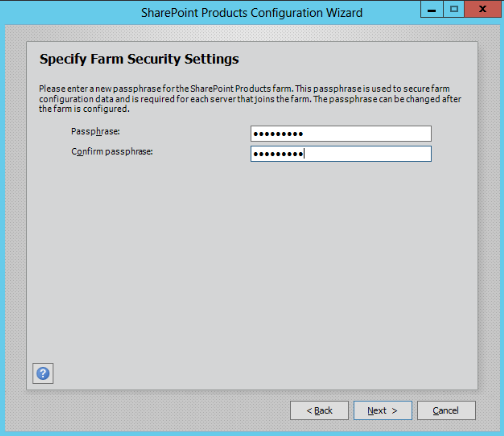 SharePoint Products Configuration Wizard
Specify Farm Security Settings
Please enter a new passphrase for the SharePoint Products farm. This passphrase is used to secure farm
configuration data and is required for each server that joins the farm. The passphrase can be changed after
the farm is configured.
Passphrase:
●●●●●●●●●
Confirm passphrase:
●●●●●●●●●
?
< Back Next > Cancel